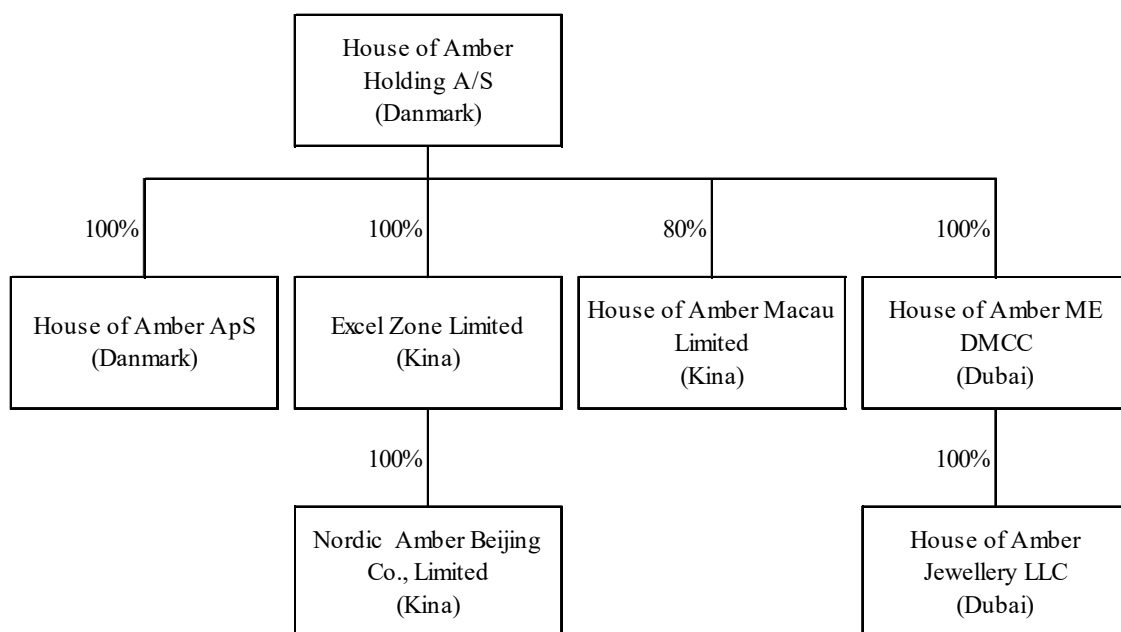 House of Amber
Holding A/S
(Danmark)
100%
100%
80%
100%
House of Amber ApS
(Danmark)
Excel Zone Limited
(Kina)
House of Amber Macau
Limited
(Kina)
House of Amber ME
DMCC
(Dubai)
100%
100%
Nordic Amber Beijing
Co., Limited
(Kina)
House of Amber
Jewellery LLC
(Dubai)